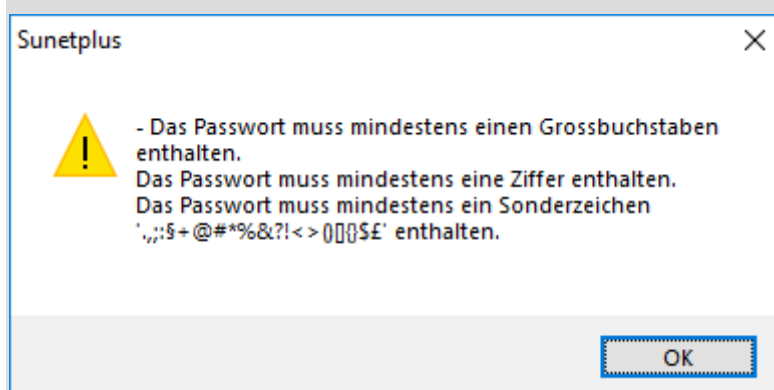 Sunetplus
- Das Passwort muss mindestens einen Grossbuchstaben
enthalten.
Das Passwort muss mindestens eine Ziffer enthalten.
Das Passwort muss mindestens ein Sonderzeichen
'.,;:§+@#*%&?!<>()[]{}$£' enthalten.
OK